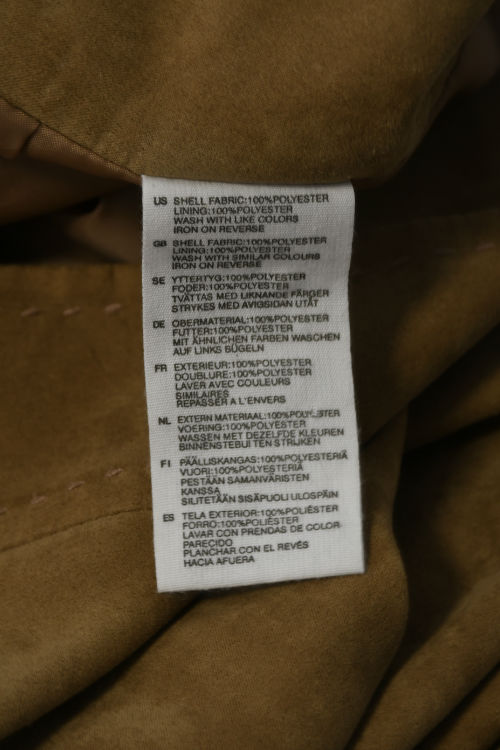 US SHELL FABRIC:100%POLYESTER
LINING:100%POLYESTER
WASH WITH LIKE COLORS
IRON ON REVERSE
GB SHELL FABRIC:100%POLYESTER
LINING:100%POLYESTER
WASH WITH SIMILAR COLOURS
IRON ON REVERSE
SE YTTERTYG:100%POLYESTER
FODER:100%POLYESTER
TVÄTTAS MED LIKNANDE FÄRGER
STRYKES MED AVIGSIDAN UTÅT
DE OBERMATERIAL:100%POLYESTER
FUTTER:100%POLYESTER
MIT ÄHNLICHEN FARBEN WASCHEN
AUF LINKS BÜGELN
FR EXTERIEUR:100%POLYESTER
DOUBLURE:100%POLYESTER
LAVER AVEC COULEURS
SIMILAIRES
REPASSER A L'ENVERS
NL EXTERN MATERIAAL:100%POLYESTER
VOERING:100%POLYESTER
WASSEN MET DEZELFDE KLEUREN
BINNENSTEBUITEN STRIJKEN
FI PÄÄLLISKANGAS:100%POLYESTERIÄ
VUORI:100%POLYESTERIÄ
PESTÄÄN SAMANVÄRISTEN
KANSSA
SILITETÄÄN SISÄPUOLI ULOSPÄIN
ES TELA EXTERIOR:100%POLIÉSTER
FORRO:100%POLIÉSTER
LAVAR CON PRENDAS DE COLOR
PARECIDO
PLANCHAR CON EL REVÉS
HACIA AFUERA